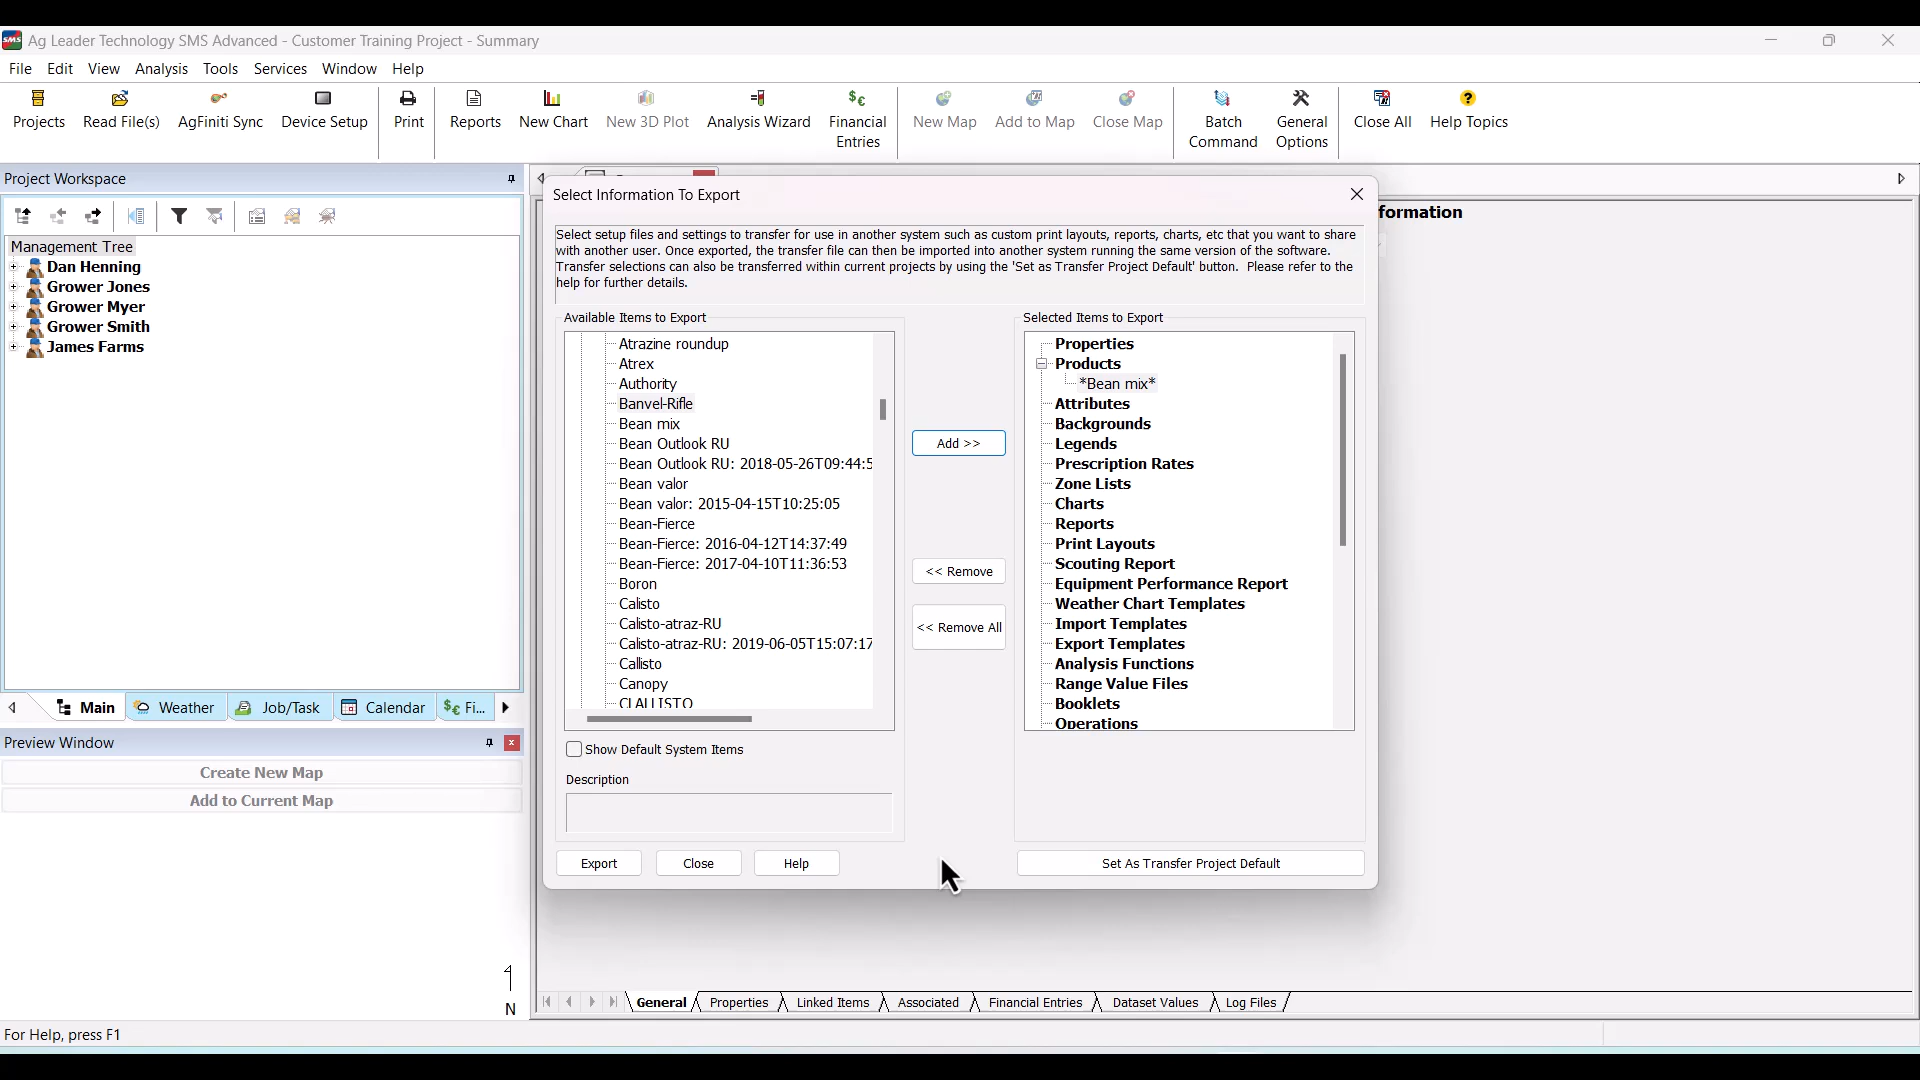 Ag Leader Technology SMS Advanced - Customer Training Project - Summary
File Edit View Analysis Tools Services Window Help
Projects Read File(s) AgFiniti Sync Device Setup Print Reports New Chart New 3D Plot Analysis Wizard Financial Entries New Map Add to Map Close Map Batch Command General Options Close All Help Topics
Project Workspace
Management Tree
Dan Henning
Grower Jones
Grower Myer
Grower Smith
James Farms
Main Weather Job/Task Calendar Fi...
Preview Window
Create New Map
Add to Current Map
N
formation
Select Information To Export
Select setup files and settings to transfer for use in another system such as custom print layouts, reports, charts, etc that you want to share
with another user. Once exported, the transfer file can then be imported into another system running the same version of the software.
Transfer selections can also be transferred within current projects by using the 'Set as Transfer Project Default' button. Please refer to the
help for further details.
Available Items to Export
Atrazine roundup
Atrex
Authority
Banvel-Rifle
Bean mix
Bean Outlook RU
Bean Outlook RU: 2018-05-26T09:44:5
Bean valor
Bean valor: 2015-04-15T10:25:05
Bean-Fierce
Bean-Fierce: 2016-04-12T14:37:49
Bean-Fierce: 2017-04-10T11:36:53
Boron
Calisto
Calisto-atraz-RU
Calisto-atraz-RU: 2019-06-05T15:07:17
Callisto
Canopy
CLALLISTO
Show Default System Items
Description
Add >>
<< Remove
<< Remove All
Selected Items to Export
Properties
Products
*Bean mix*
Attributes
Backgrounds
Legends
Prescription Rates
Zone Lists
Charts
Reports
Print Layouts
Scouting Report
Equipment Performance Report
Weather Chart Templates
Import Templates
Export Templates
Analysis Functions
Range Value Files
Booklets
Operations
Export Close Help Set As Transfer Project Default
General Properties Linked Items Associated Financial Entries Dataset Values Log Files
For Help, press F1